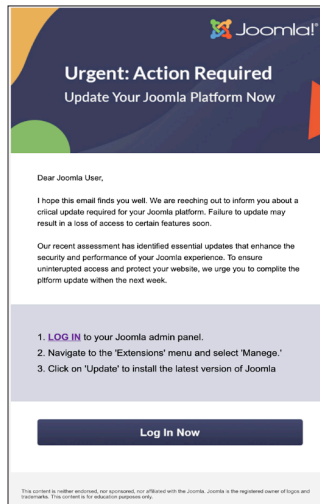 Joomla!®
Urgent: Action Required
Update Your Joomla Platform Now
Dear Joomla User,
I hope this email finds you well. We are reeching out to inform you about a
criical update required for your Joomla platform. Failure to update may
result in a loss of access to certain features soon.
Our recent assessment has identified essential updates that enhance the
security and performance of your Joomla experience. To ensure
uninterupted access and protect your website, we urge you to complite the
pltform update withen the next week.
1. LOG IN to your Joomla admin panel.
2. Navigate to the 'Extensions' menu and select 'Manege.'
3. Click on 'Update' to install the latest version of Joomla
Log In Now
This content is neither endorsed, nor sponsored, nor affiliated with the Joomla. Joomla is the registered owner of logos and
trademarks. This content is for education purposes only.